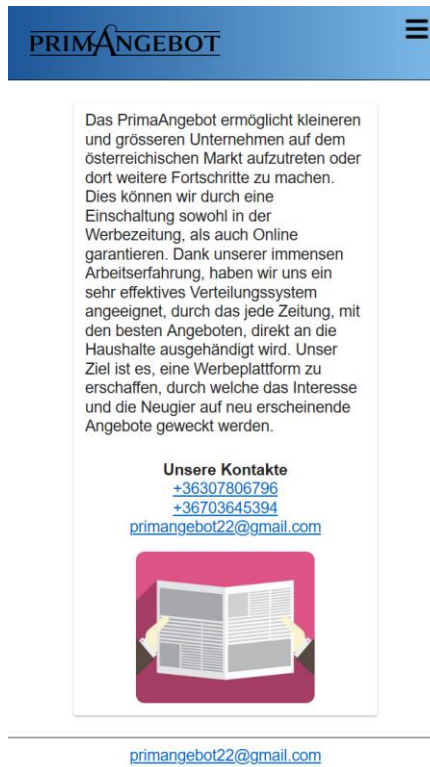 PRIMANGEBOT
Das PrimaAngebot ermöglicht kleineren
und grösseren Unternehmen auf dem
österreichischen Markt aufzutreten oder
dort weitere Fortschritte zu machen.
Dies können wir durch eine
Einschaltung sowohl in der
Werbezeitung, als auch Online
garantieren. Dank unserer immensen
Arbeitserfahrung, haben wir uns ein
sehr effektives Verteilungssystem
angeeignet, durch das jede Zeitung, mit
den besten Angeboten, direkt an die
Haushalte ausgehändigt wird. Unser
Ziel ist es, eine Werbeplattform zu
erschaffen, durch welche das Interesse
und die Neugier auf neu erscheinende
Angebote geweckt werden.
Unsere Kontakte
+36307806796
+36703645394
primangebot22@gmail.com
primangebot22@gmail.com